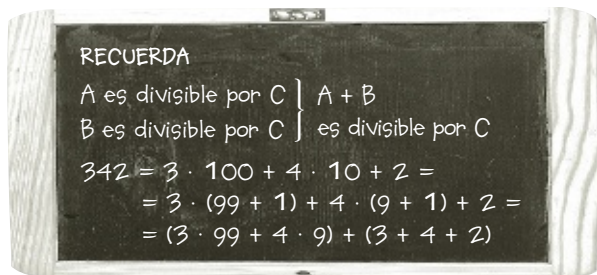 RECUERDA
A es divisible por C } A + B
B es divisible por C } es divisible por C
342 = 3 · 100 + 4 · 10 + 2 =
= 3 · (99 + 1) + 4 · (9 + 1) + 2 =
= (3 · 99 + 4 · 9) + (3 + 4 + 2)